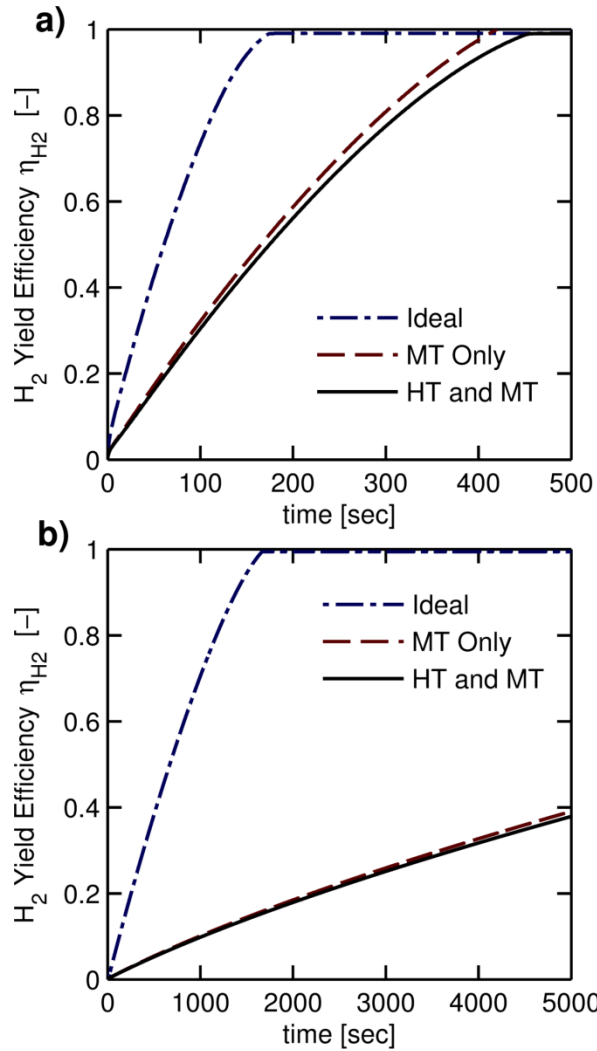 a)
1
0.8
0.6
0.4
0.2
0
H2 Yield Efficiency ηH2 [-]
Ideal
MT Only
HT and MT
0 100 200 300 400 500
time [sec]
b)
1
0.8
0.6
0.4
0.2
0
H2 Yield Efficiency ηH2 [-]
Ideal
MT Only
HT and MT
0 1000 2000 3000 4000 5000
time [sec]